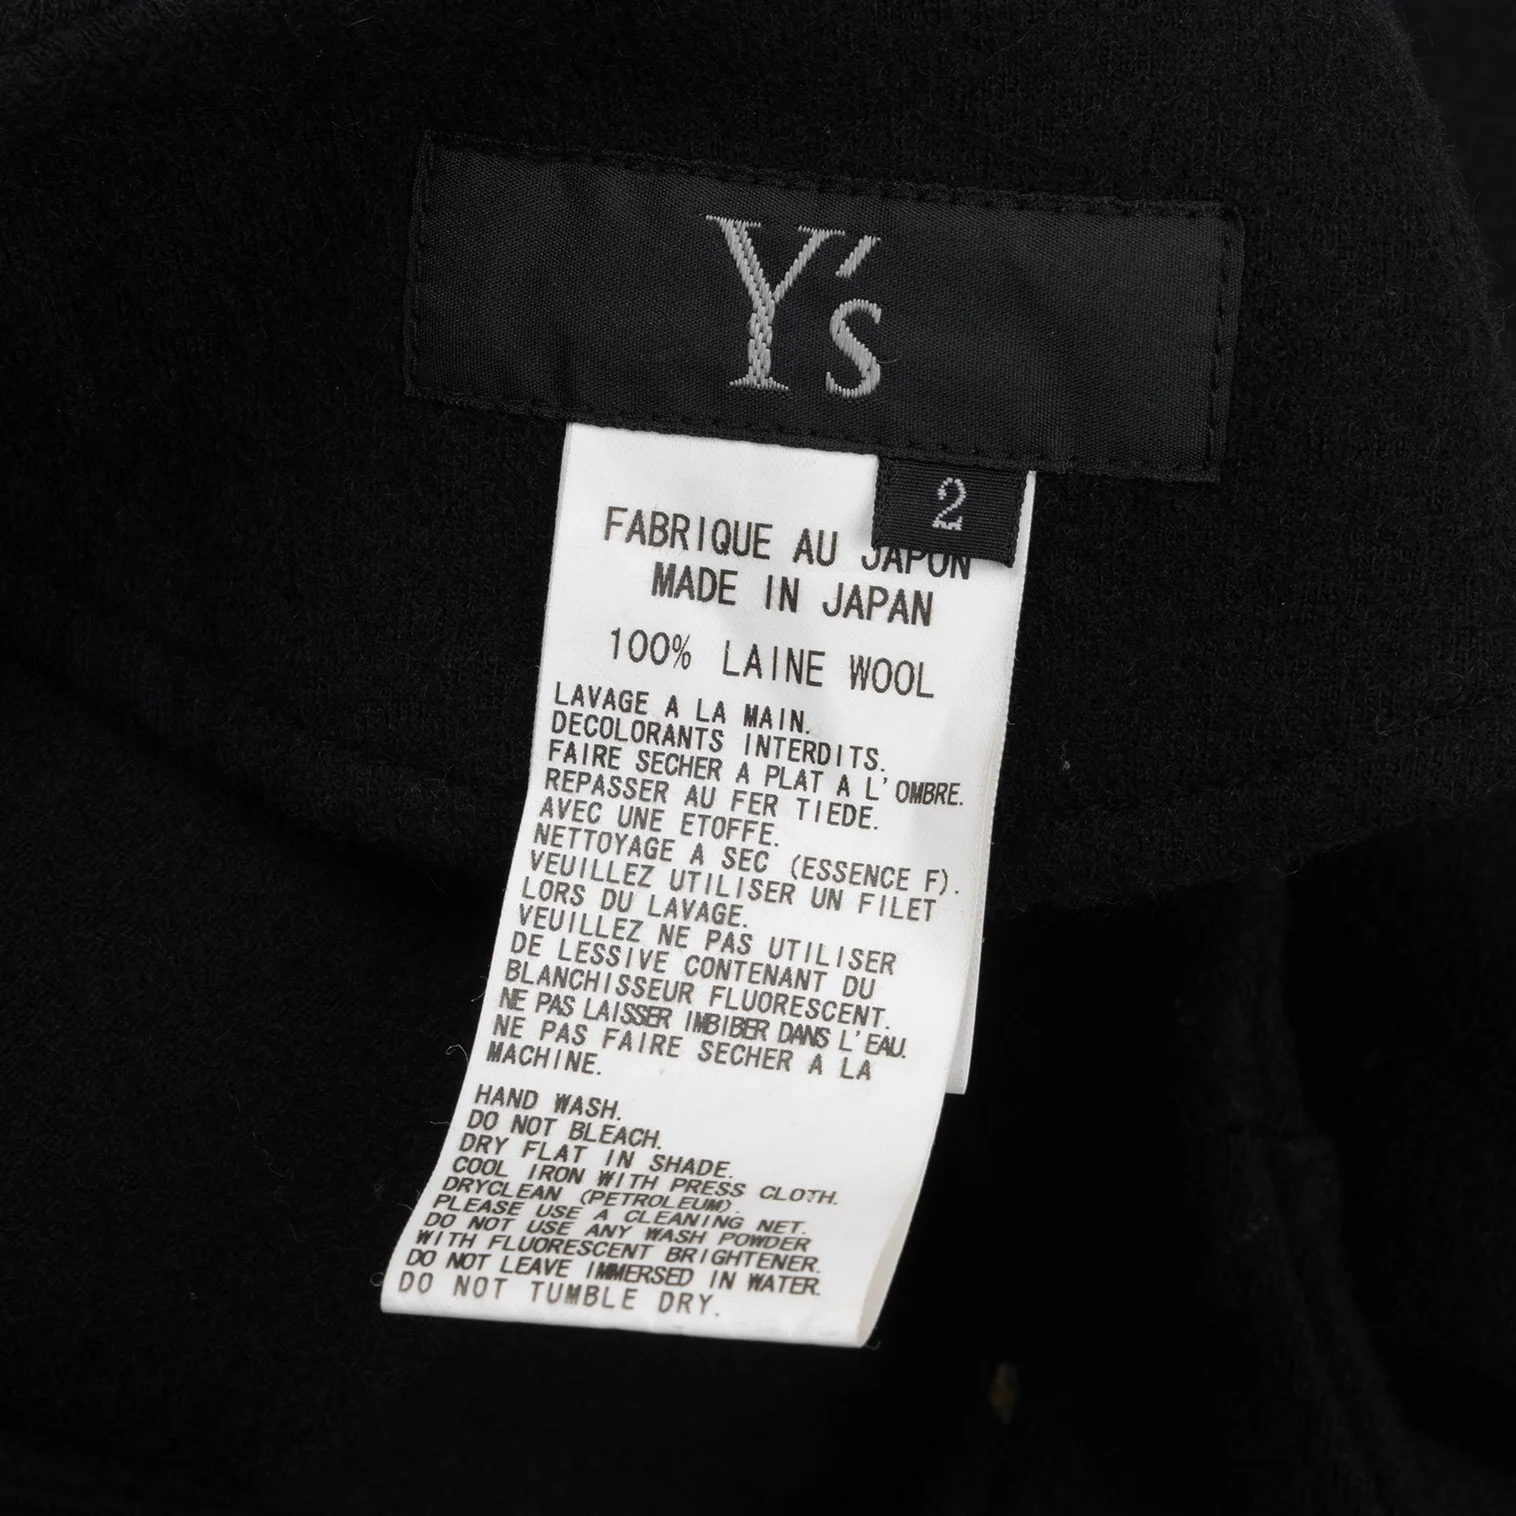 Y's
2
FABRIQUE AU JAPON
MADE IN JAPAN
100% LAINE WOOL
LAVAGE A LA MAIN.
DECOLORANTS INTERDITS.
FAIRE SECHER A PLAT A L'OMBRE.
REPASSER AU FER TIEDE.
AVEC UNE ETOFFE.
NETTOYAGE A SEC (ESSENCE F).
VEUILLEZ UTILISER UN FILET
LORS DU LAVAGE.
VEUILLEZ NE PAS UTILISER
DE LESSIVE CONTENANT DU
BLANCHISSEUR FLUORESCENT.
NE PAS LAISSER IMBIBER DANS L'EAU.
NE PAS FAIRE SECHER A LA
MACHINE.
HAND WASH.
DO NOT BLEACH.
DRY FLAT IN SHADE.
COOL IRON WITH PRESS CLOTH.
DRYCLEAN (PETROLEUM).
PLEASE USE A CLEANING NET.
DO NOT USE ANY WASH POWDER
WITH FLUORESCENT BRIGHTENER.
DO NOT LEAVE IMMERSED IN WATER.
DO NOT TUMBLE DRY.